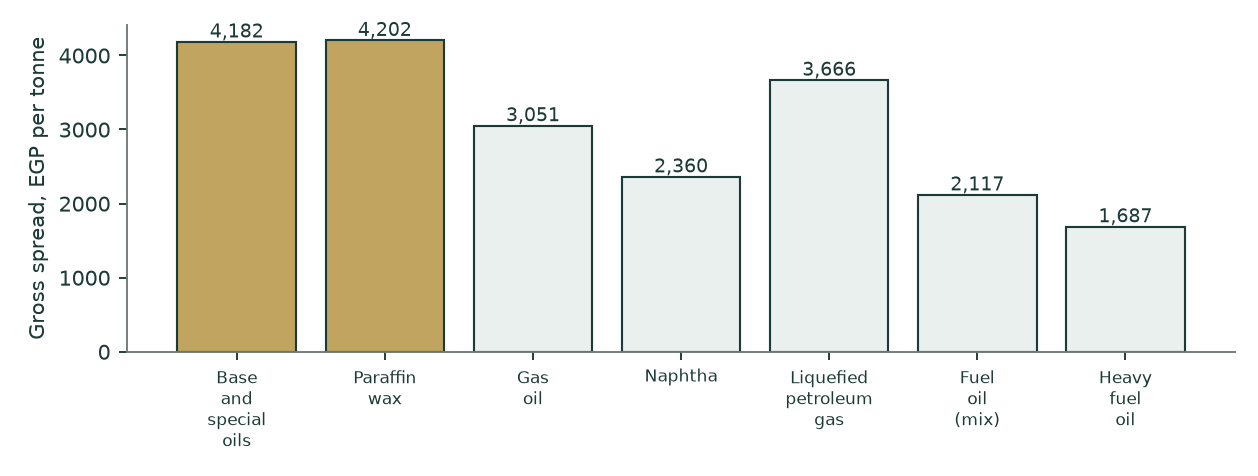 Gross spread, EGP per tonne
4000
3000
2000
1000
0
4,182
4,202
3,051
2,360
3,666
2,117
1,687
Base
and
special
oils
Paraffin
wax
Gas
oil
Naphtha
Liquefied
petroleum
gas
Fuel
oil
(mix)
Heavy
fuel
oil